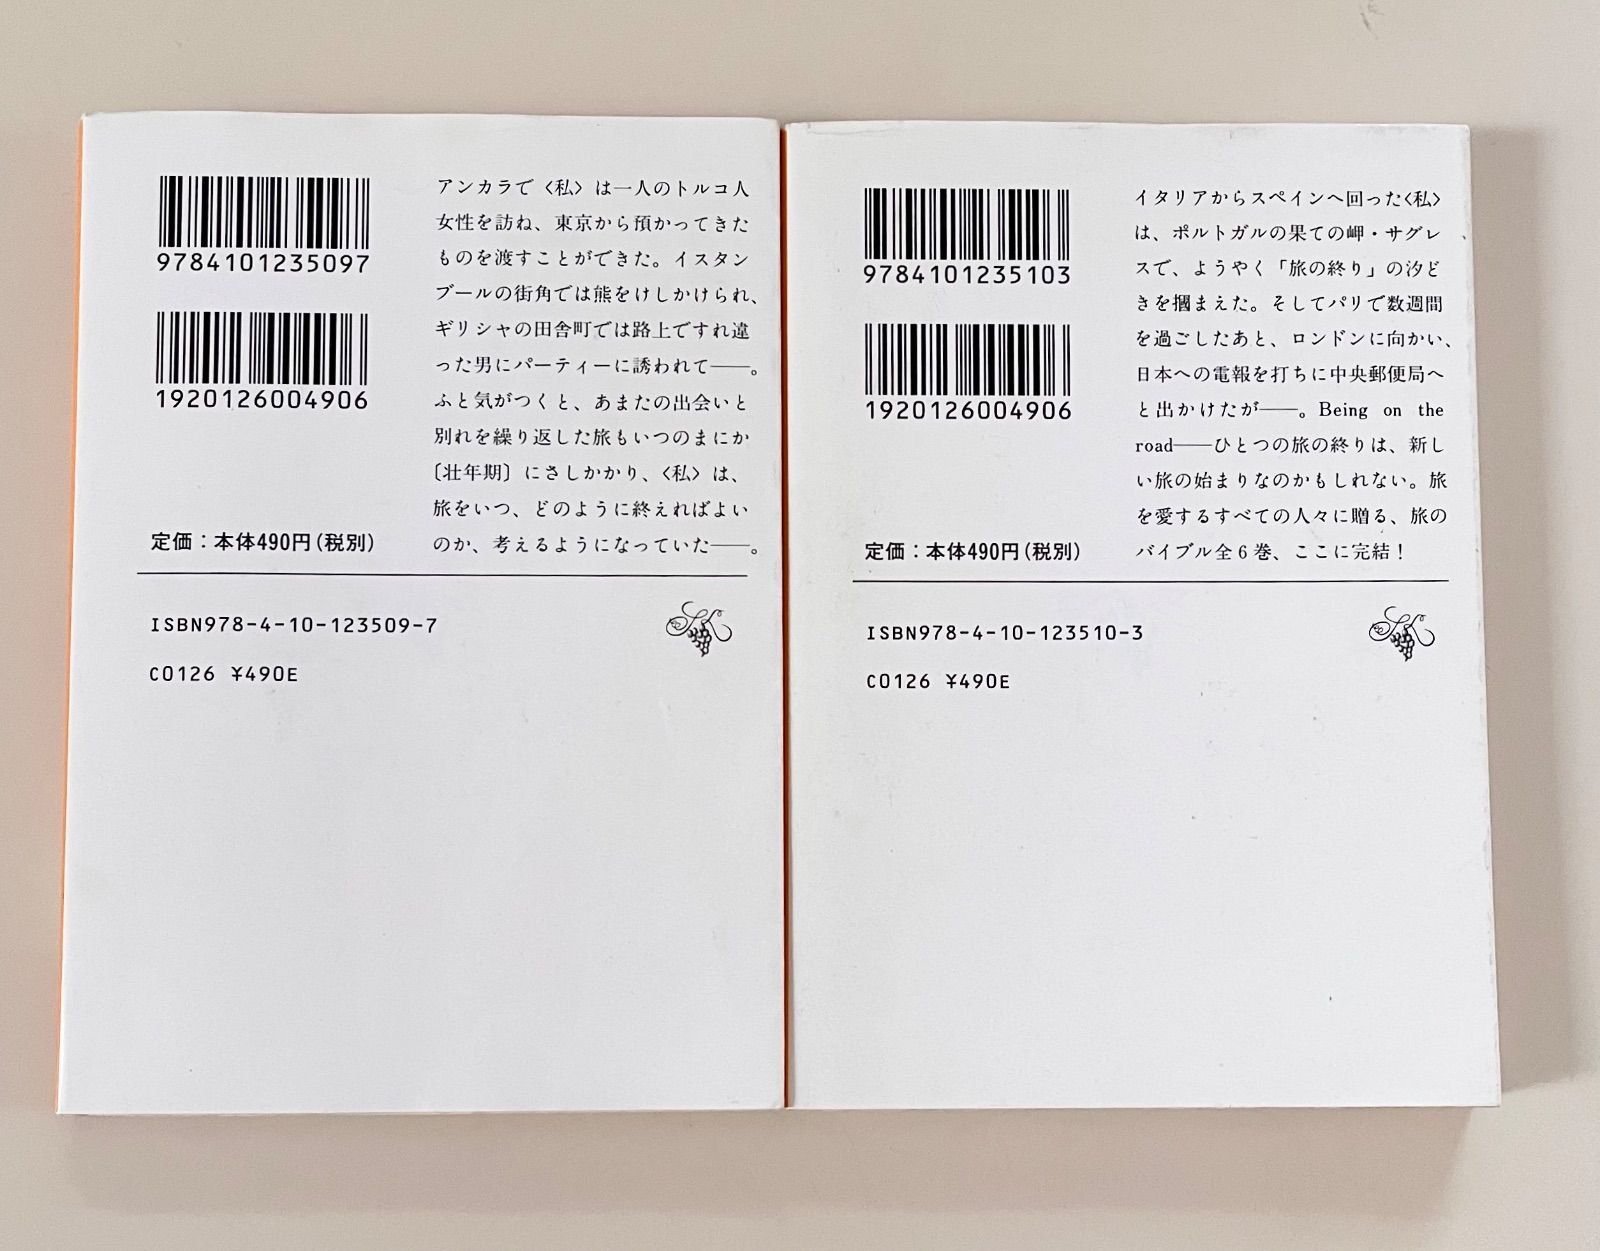 9784101235097
1920126004906
定価：本体490円（税別）
アンカラで〈私〉は一人のトルコ人
女性を訪ね、東京から預かってきた
ものを渡すことができた。イスタン
ブールの街角では熊をけしかけられ、
ギリシャの田舎町では路上ですれ違
った男にパーティーに誘われて――。
ふと気がつくと、あまたの出会いと
別れを繰り返した旅もいつのまにか
〔壮年期〕にさしかかり、〈私〉は、
旅をいつ、どのように終えればよい
のか、考えるようになっていた――。
ISBN978-4-10-123509-7
C0126 ¥490E
9784101235103
1920126004906
定価：本体490円（税別）
イタリアからスペインへ回った〈私〉
は、ポルトガルの果ての岬・サグレ
スで、ようやく「旅の終り」の汐ど
きを摑まえた。そしてパリで数週間
を過ごしたあと、ロンドンに向かい、
日本への電報を打ちに中央郵便局へ
と出かけたが――。Being on the
road――ひとつの旅の終りは、新し
い旅の始まりなのかもしれない。旅
を愛するすべての人々に贈る、旅の
バイブル全6巻、ここに完結！
ISBN978-4-10-123510-3
C0126 ¥490E